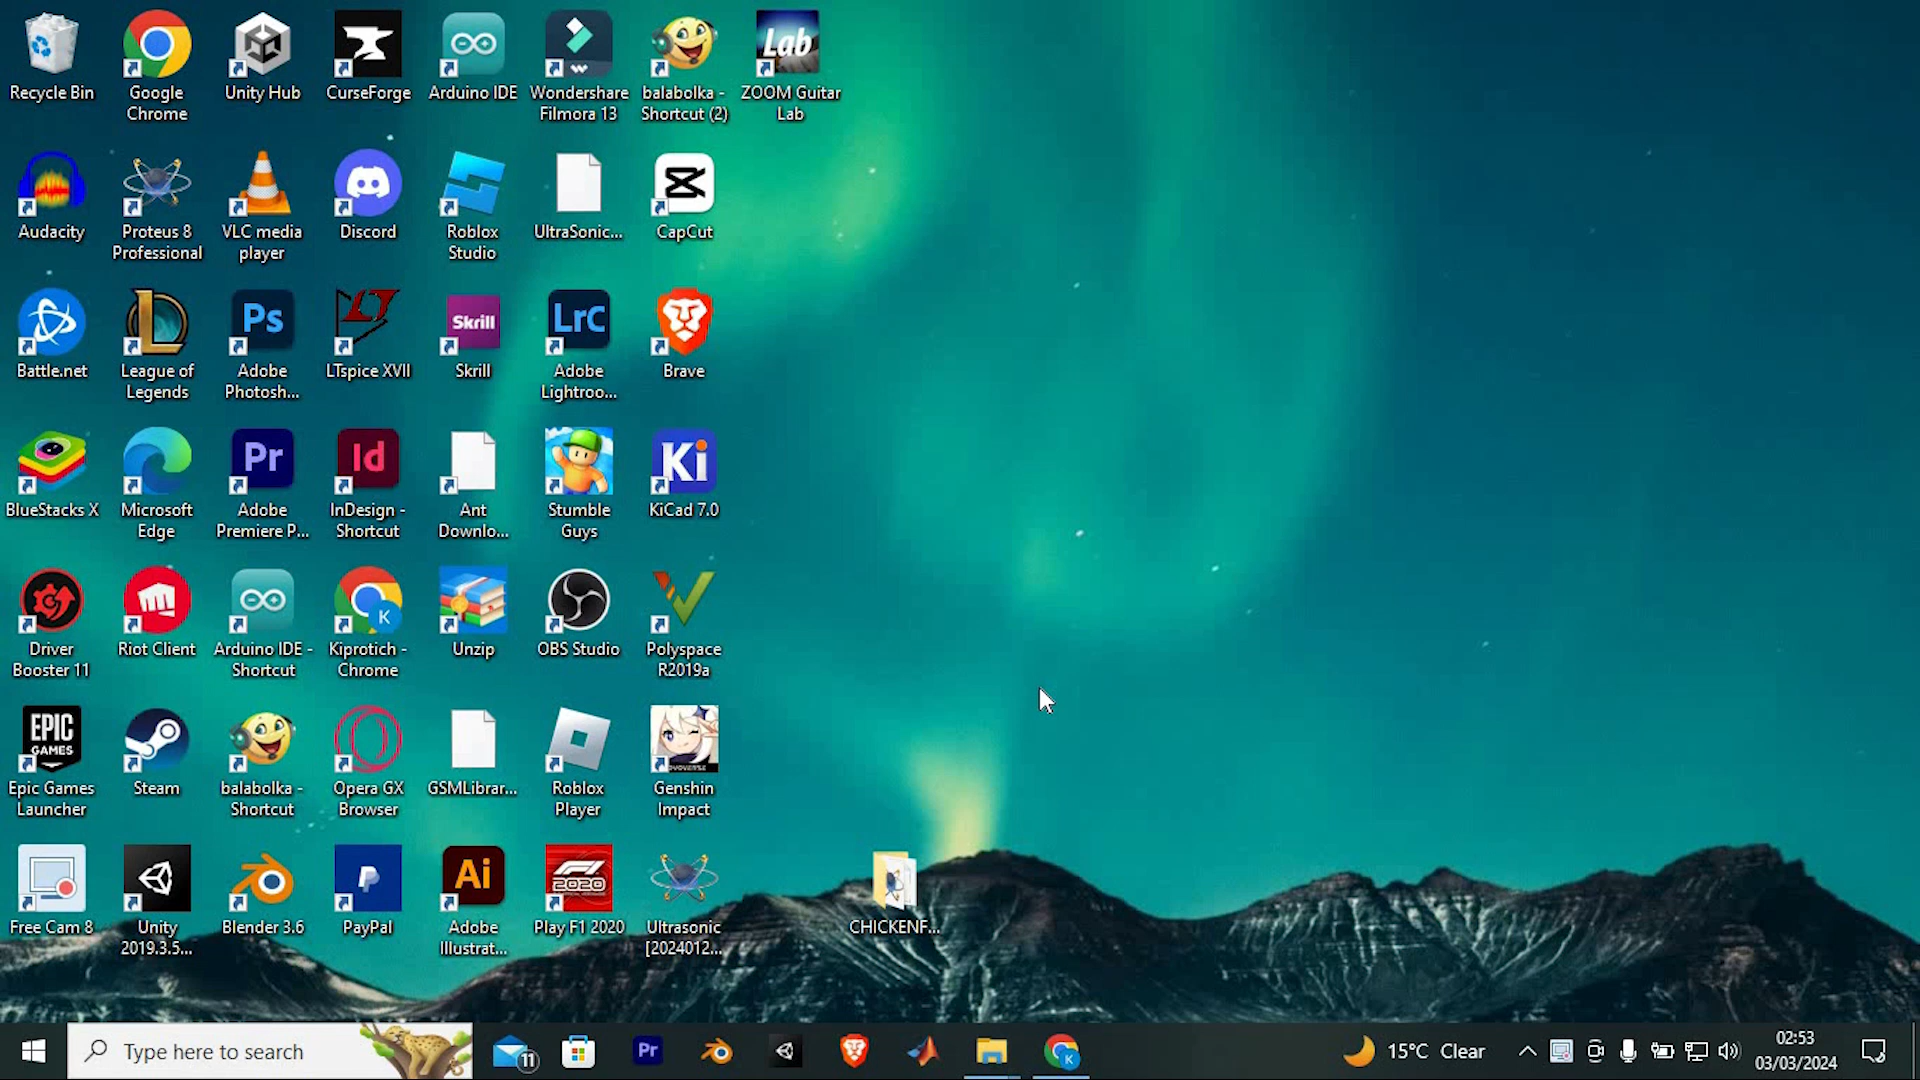 Recycle Bin
Google
Chrome
Unity Hub
CurseForge
Arduino IDE
Wondershare
Filmora 13
balabolka -
Shortcut (2)
Lab
ZOOM Guitar
Lab
Audacity
Proteus 8
Professional
VLC media
player
Discord
Roblox
Studio
UltraSonic...
CapCut
Battle.net
League of
Legends
Ps
Adobe
Photosh...
LT
LTspice XVII
Skrill
Skrill
LrC
Adobe
Lightroo...
Brave
BlueStacks X
Microsoft
Edge
Pr
Adobe
Premiere P...
Id
InDesign -
Shortcut
Ant
Downlo...
Stumble
Guys
Ki
KiCad 7.0
Driver
Booster 11
Riot Client
Arduino IDE -
Shortcut
K
Kiprotich -
Chrome
Unzip
OBS Studio
Polyspace
R2019a
EPIC
GAMES
Epic Games
Launcher
Steam
balabolka -
Shortcut
Opera GX
Browser
GSMLibrar...
Roblox
Player
Genshin
Impact
Free Cam 8
Unity
2019.3.5...
Blender 3.6
PayPal
Ai
Adobe
Illustrat...
F1
2020
Play F1 2020
Ultrasonic
[2024012...
CHICKENF...
Type here to search
11
Pr
K
15°C Clear
02:53
03/03/2024